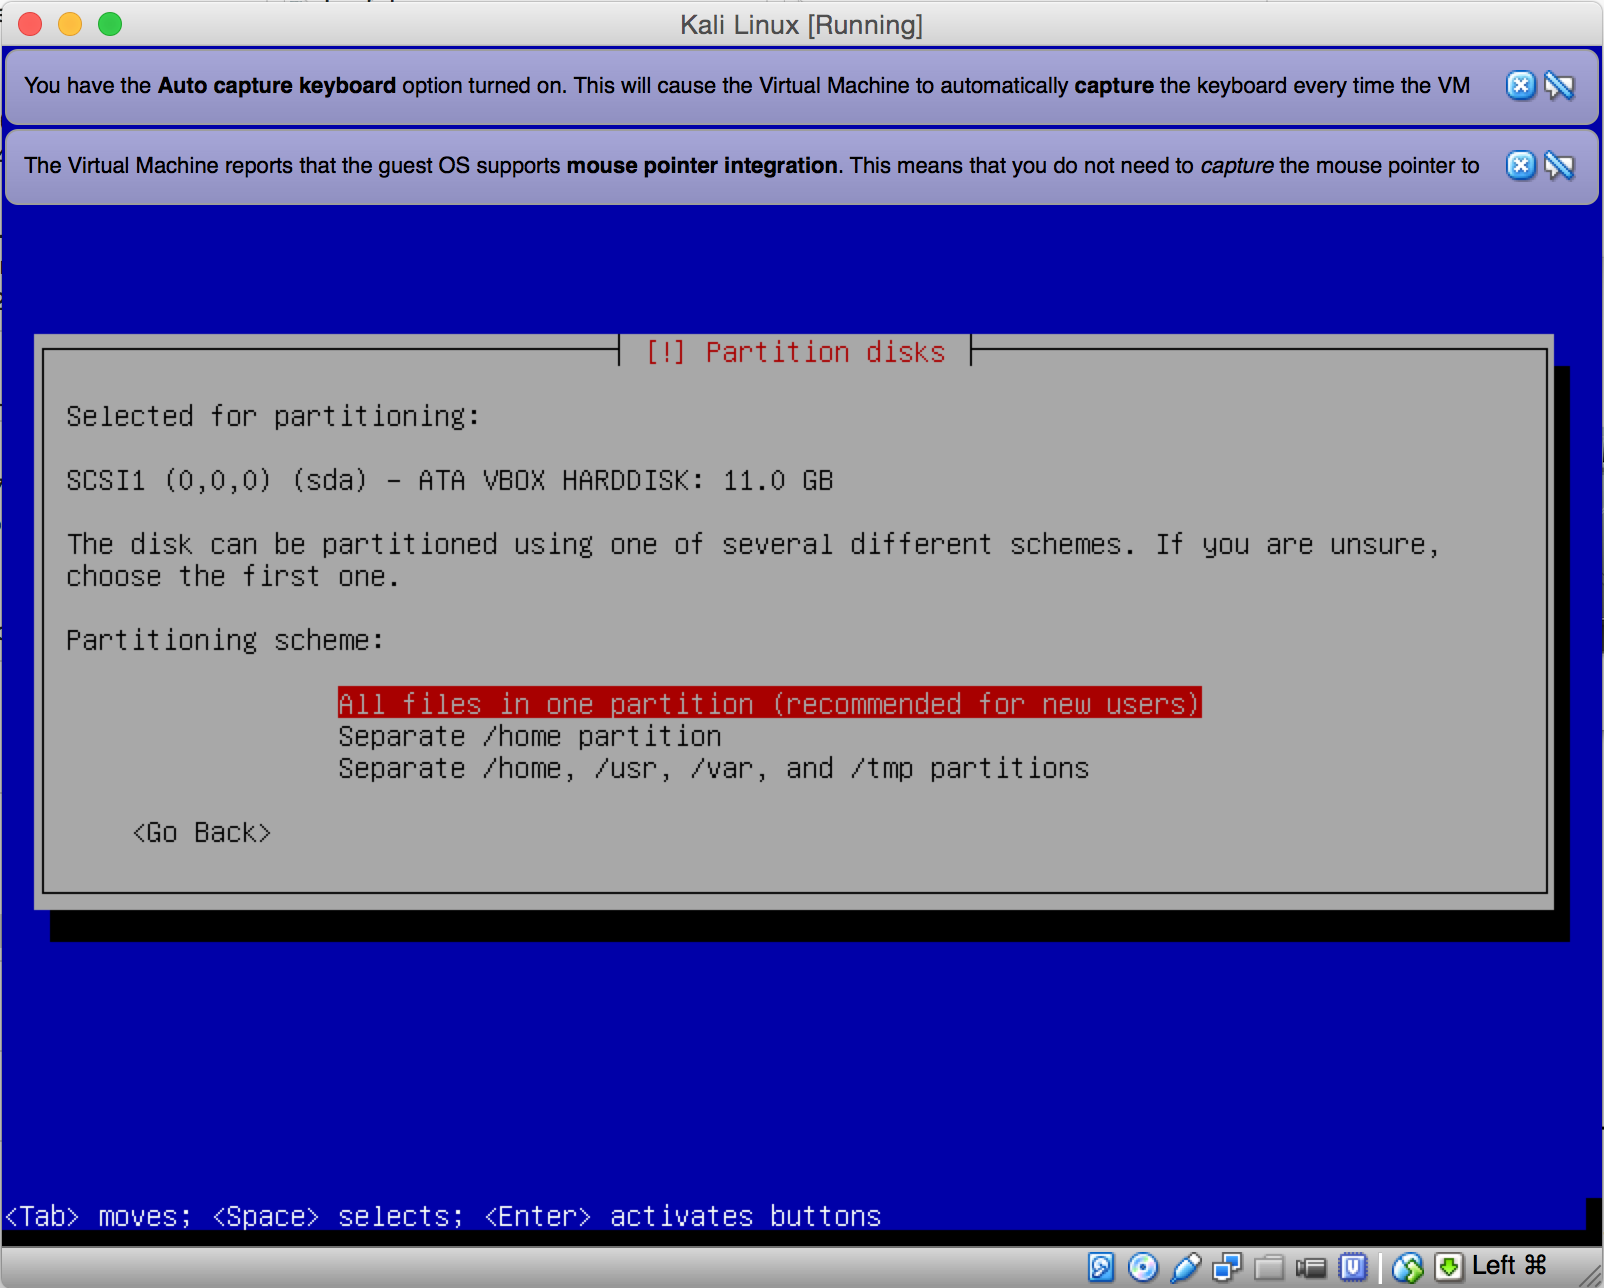 Kali Linux [Running]
You have the Auto capture keyboard option turned on. This will cause the Virtual Machine to automatically capture the keyboard every time the VM
The Virtual Machine reports that the guest OS supports mouse pointer integration. This means that you do not need to capture the mouse pointer to
[!] Partition disks
Selected for partitioning:
SCSI1 (0,0,0) (sda) - ATA VBOX HARDDISK: 11.0 GB
The disk can be partitioned using one of several different schemes. If you are unsure,
choose the first one.
Partitioning scheme:
All files in one partition (recommended for new users)
Separate /home partition
Separate /home, /usr, /var, and /tmp partitions
<Go Back>
<Tab> moves; <Space> selects; <Enter> activates buttons
Left ⌘